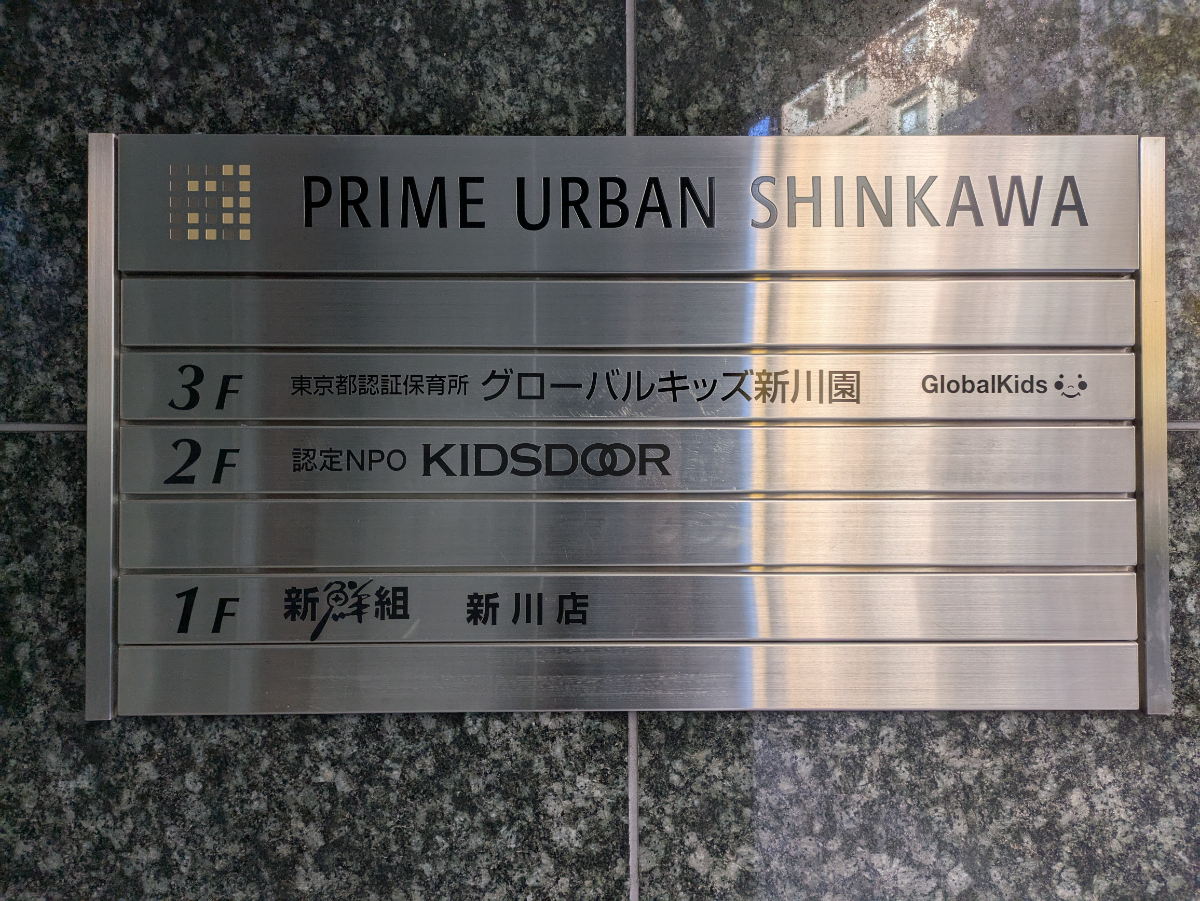 PRIME URBAN SHINKAWA
3F 東京都認証保育所 グローバルキッズ新川園 GlobalKids
2F 認定NPO KIDSDOOR
1F 新鮮組 新川店